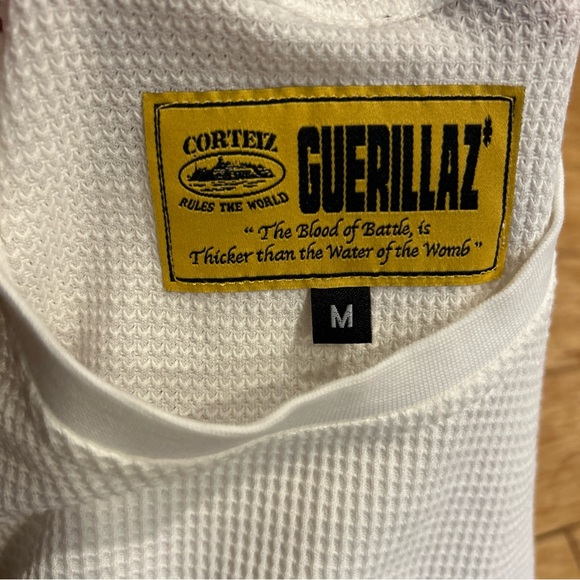 CORTEIZ
RULES THE WORLD
GUERILLAZ
" The Blood of Battle, is
Thicker than the Water of the Womb "
M